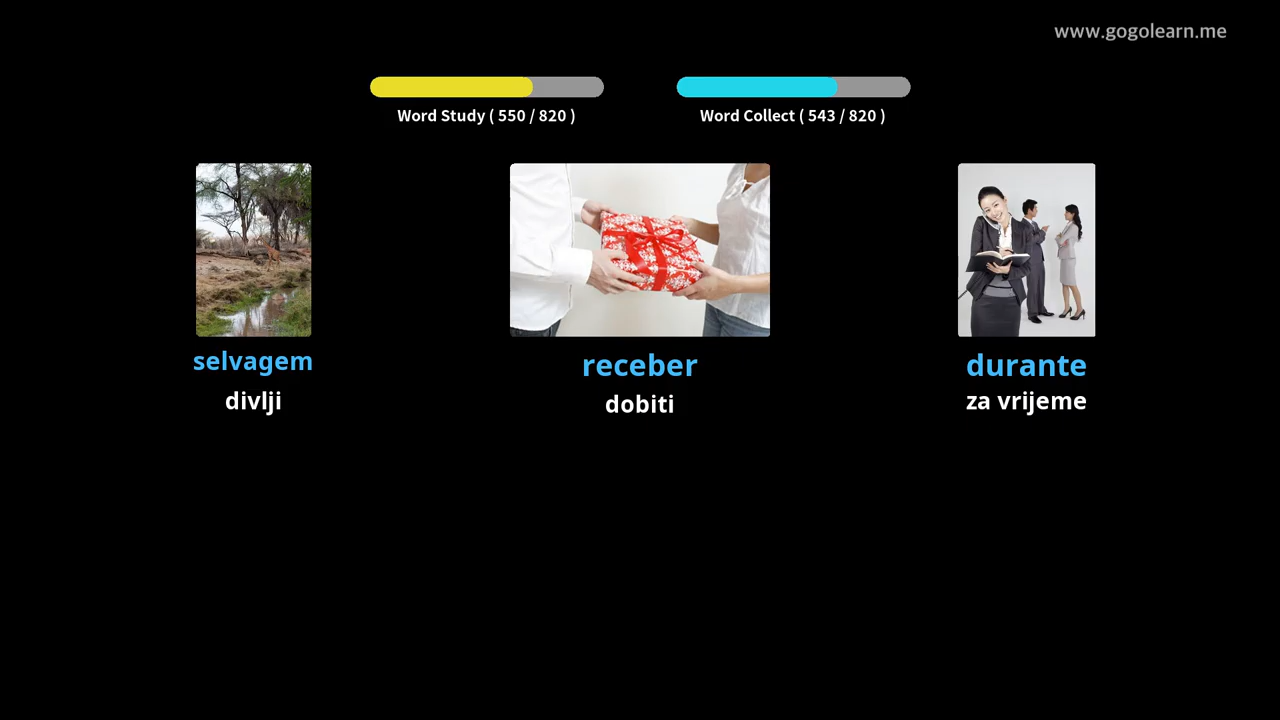 www.gogolearn.me
Word Study ( 550 / 820 )
Word Collect ( 543 / 820 )
selvagem
divlji
receber
dobiti
durante
za vrijeme